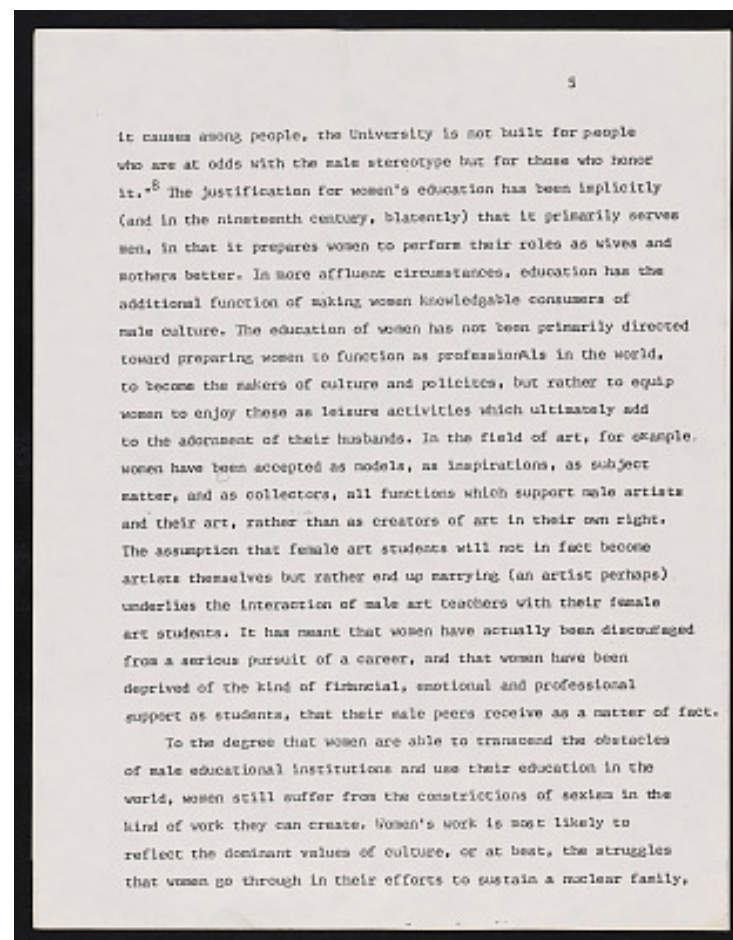 5
it causes among people, the University is not built for people
who are at odds with the male stereotype but for those who honor
it."8 The justification for women's education has been implicitly
(and in the nineteenth century, blatently) that it primarily serves
men, in that it prepares women to perform their roles as wives and
mothers better. In more affluent circumstances, education has the
additional function of making women knowledgable consumers of
male culture. The education of women has not been primarily directed
toward preparing women to function as professionAls in the world,
to become the makers of culture and policites, but rather to equip
women to enjoy these as leisure activities which ultimately add
to the adornment of their husbands. In the field of art, for example,
women have been accepted as models, as inspirations, as subject
matter, and as collectors, all functions which support male artists
and their art, rather than as creators of art in their own right.
The assumption that female art students will not in fact become
artists themselves but rather end up marrying (an artist perhaps)
underlies the interaction of male art teachers with their female
art students. It has meant that women have actually been discouraged
from a serious pursuit of a career, and that women have been
deprived of the kind of financial, emotional and professional
support as students, that their male peers receive as a matter of fact.
To the degree that women are able to transcend the obstacles
of male educational institutions and use their education in the
world, women still suffer from the constrictions of sexism in the
kind of work they can create. Women's work is most likely to
reflect the dominant values of culture, or at best, the struggles
that women go through in their efforts to sustain a nuclear family,